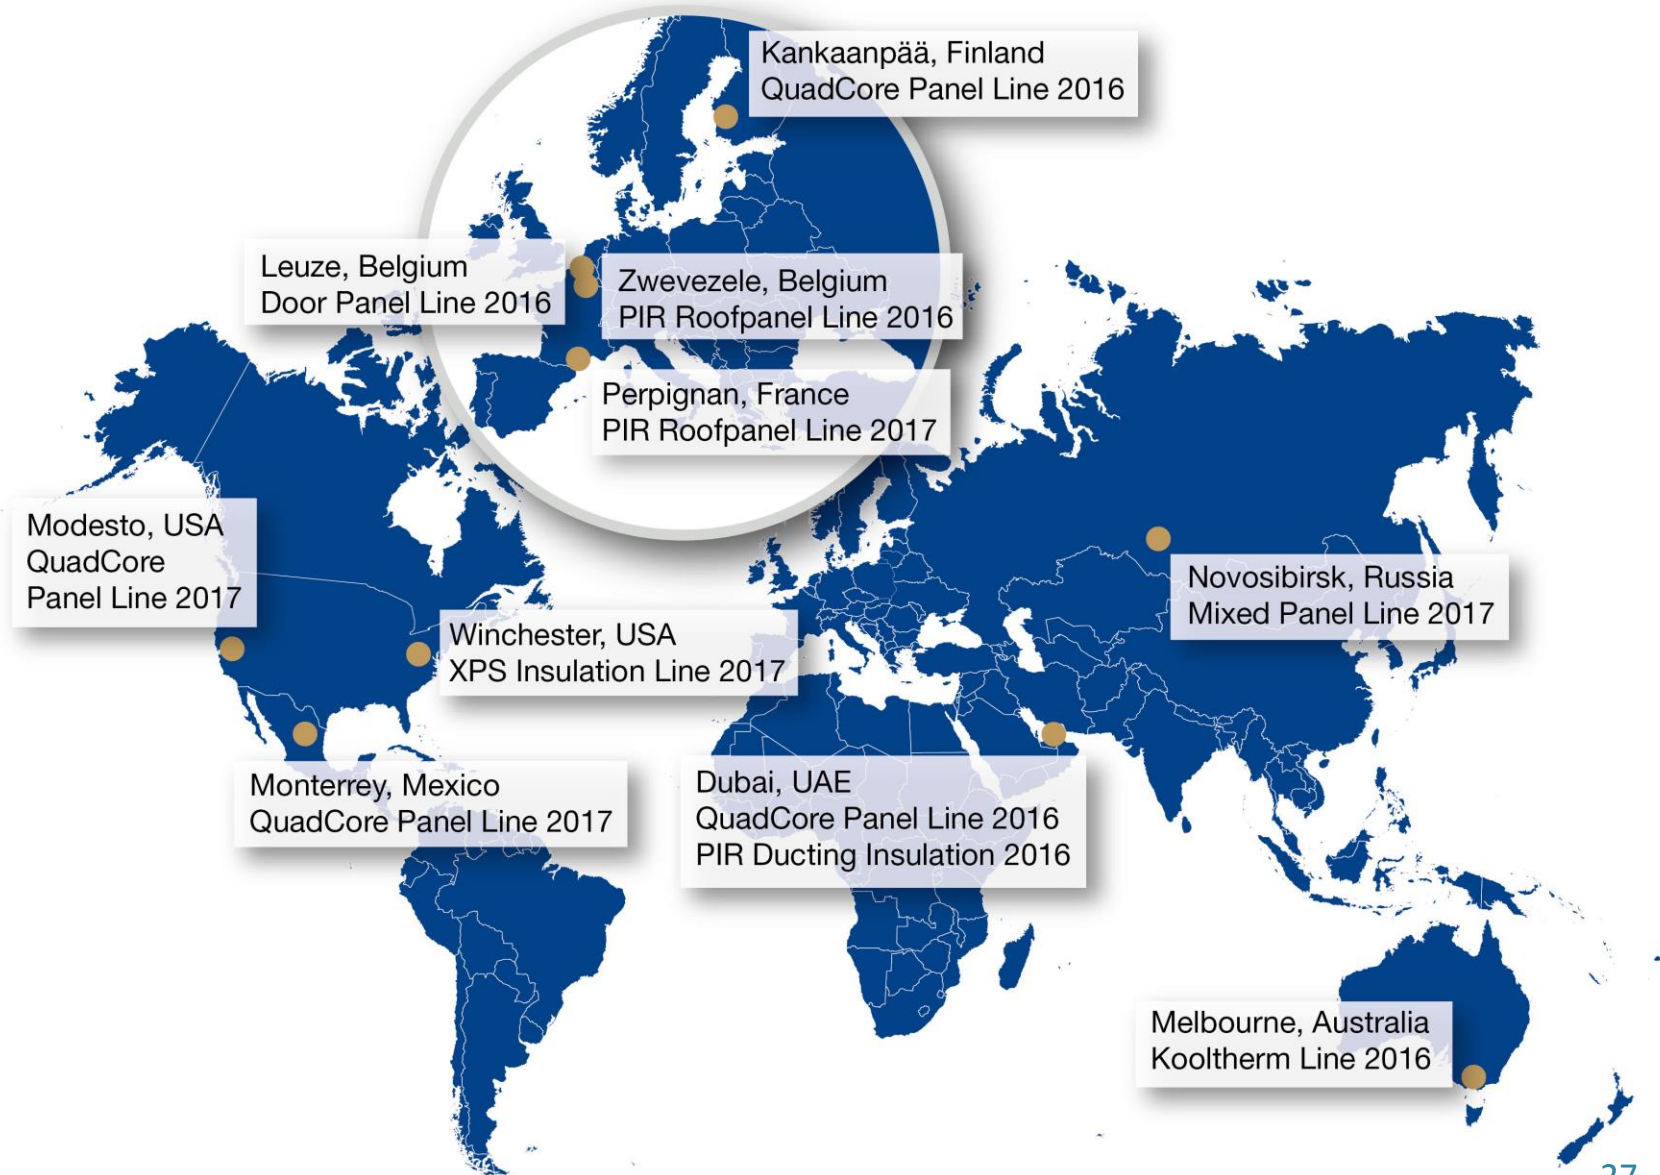 Kankaanpää, Finland
QuadCore Panel Line 2016
Leuze, Belgium
Door Panel Line 2016
Zwevezele, Belgium
PIR Roofpanel Line 2016
Perpignan, France
PIR Roofpanel Line 2017
Modesto, USA
QuadCore
Panel Line 2017
Winchester, USA
XPS Insulation Line 2017
Novosibirsk, Russia
Mixed Panel Line 2017
Monterrey, Mexico
QuadCore Panel Line 2017
Dubai, UAE
QuadCore Panel Line 2016
PIR Ducting Insulation 2016
Melbourne, Australia
Kooltherm Line 2016
27